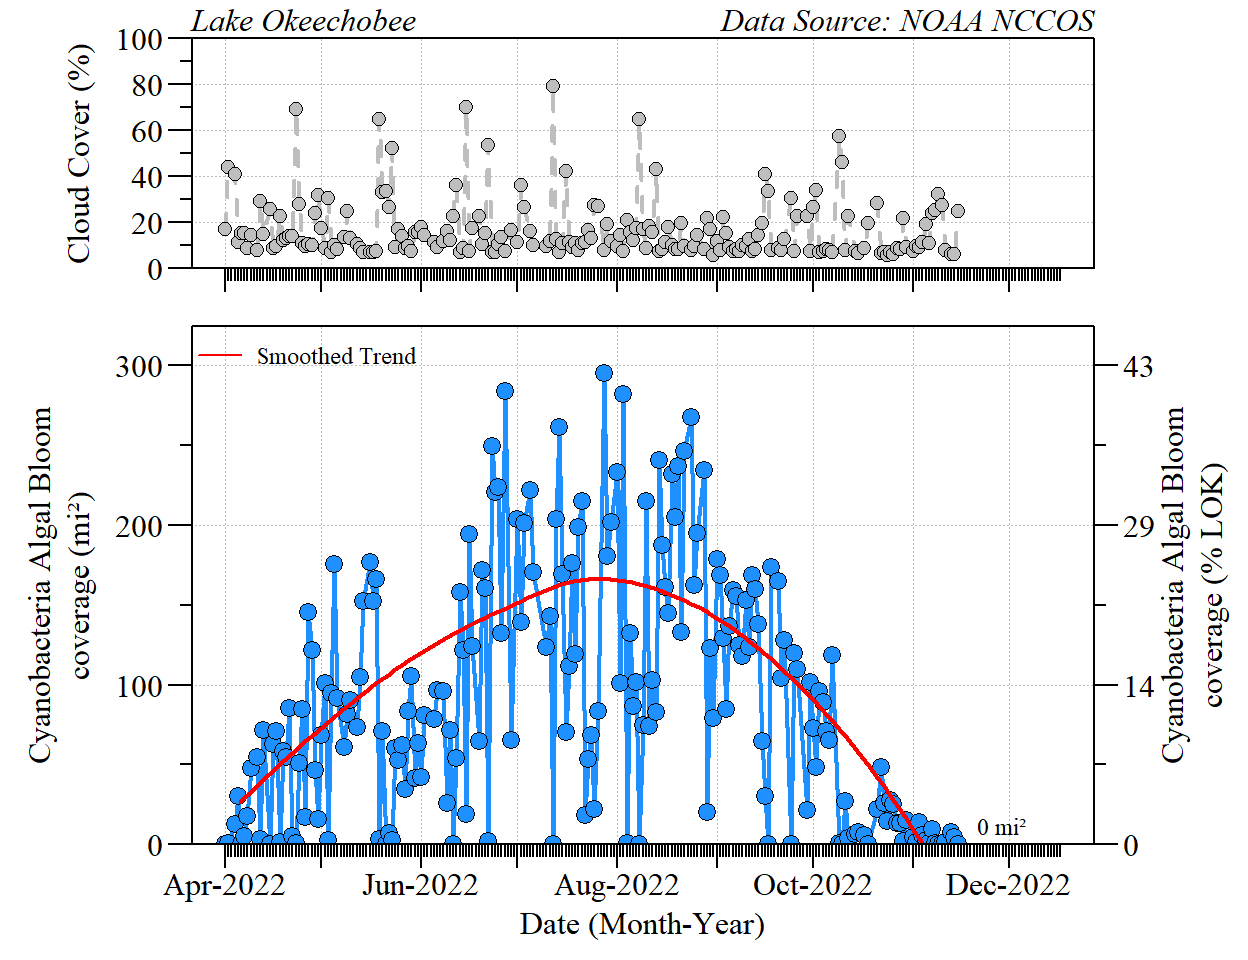 Lake Okeechobee
Data Source: NOAA NCCOS
Cloud Cover (%)
100
80
60
40
20
0
Smoothed Trend
Cyanobacteria Algal Bloom
coverage (mi²)
300
200
100
0
43
29
14
0
Cyanobacteria Algal Bloom
coverage (% LOK)
0 mi²
Apr-2022
Jun-2022
Aug-2022
Oct-2022
Dec-2022
Date (Month-Year)